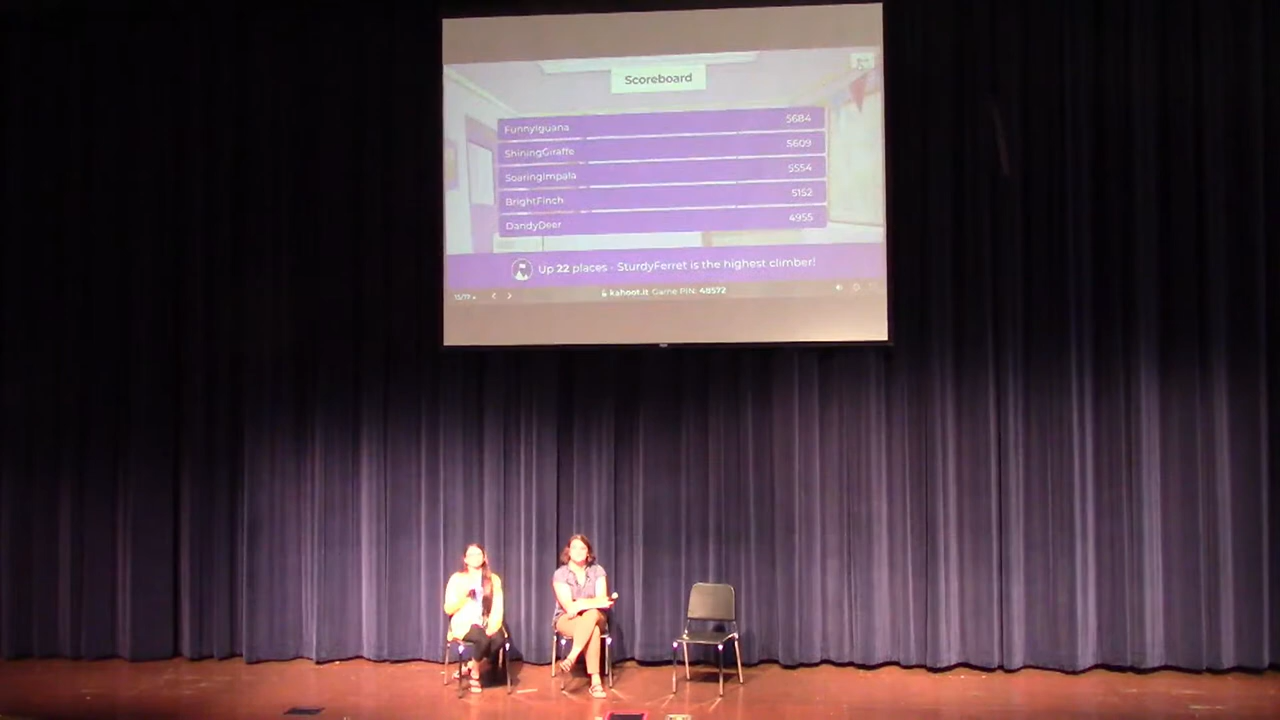 Scoreboard
FunnyIguana 5684
ShiningGiraffe 5609
SoaringImpala 5554
BrightFinch 5152
DandyDeer 4955
Up 22 places - SturdyFerret is the highest climber!
kahoot.it Game PIN: 48572